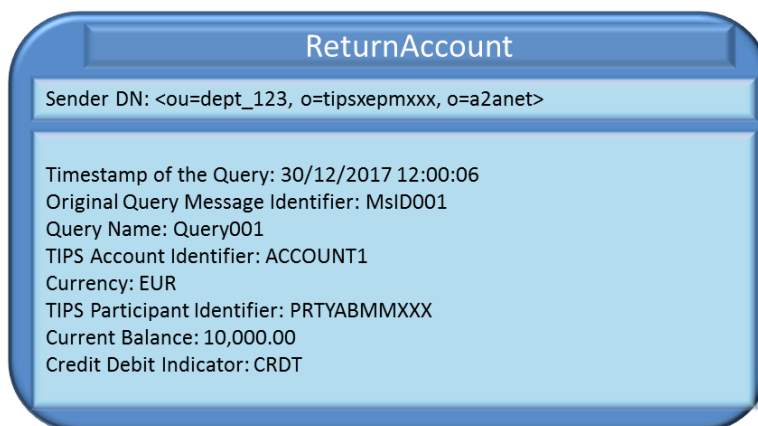 ReturnAccount
Sender DN: <ou=dept_123, o=tipsxepmxxx, o=a2anet>
Timestamp of the Query: 30/12/2017 12:00:06
Original Query Message Identifier: MsID001
Query Name: Query001
TIPS Account Identifier: ACCOUNT1
Currency: EUR
TIPS Participant Identifier: PRTYABMMXXX
Current Balance: 10,000.00
Credit Debit Indicator: CRDT